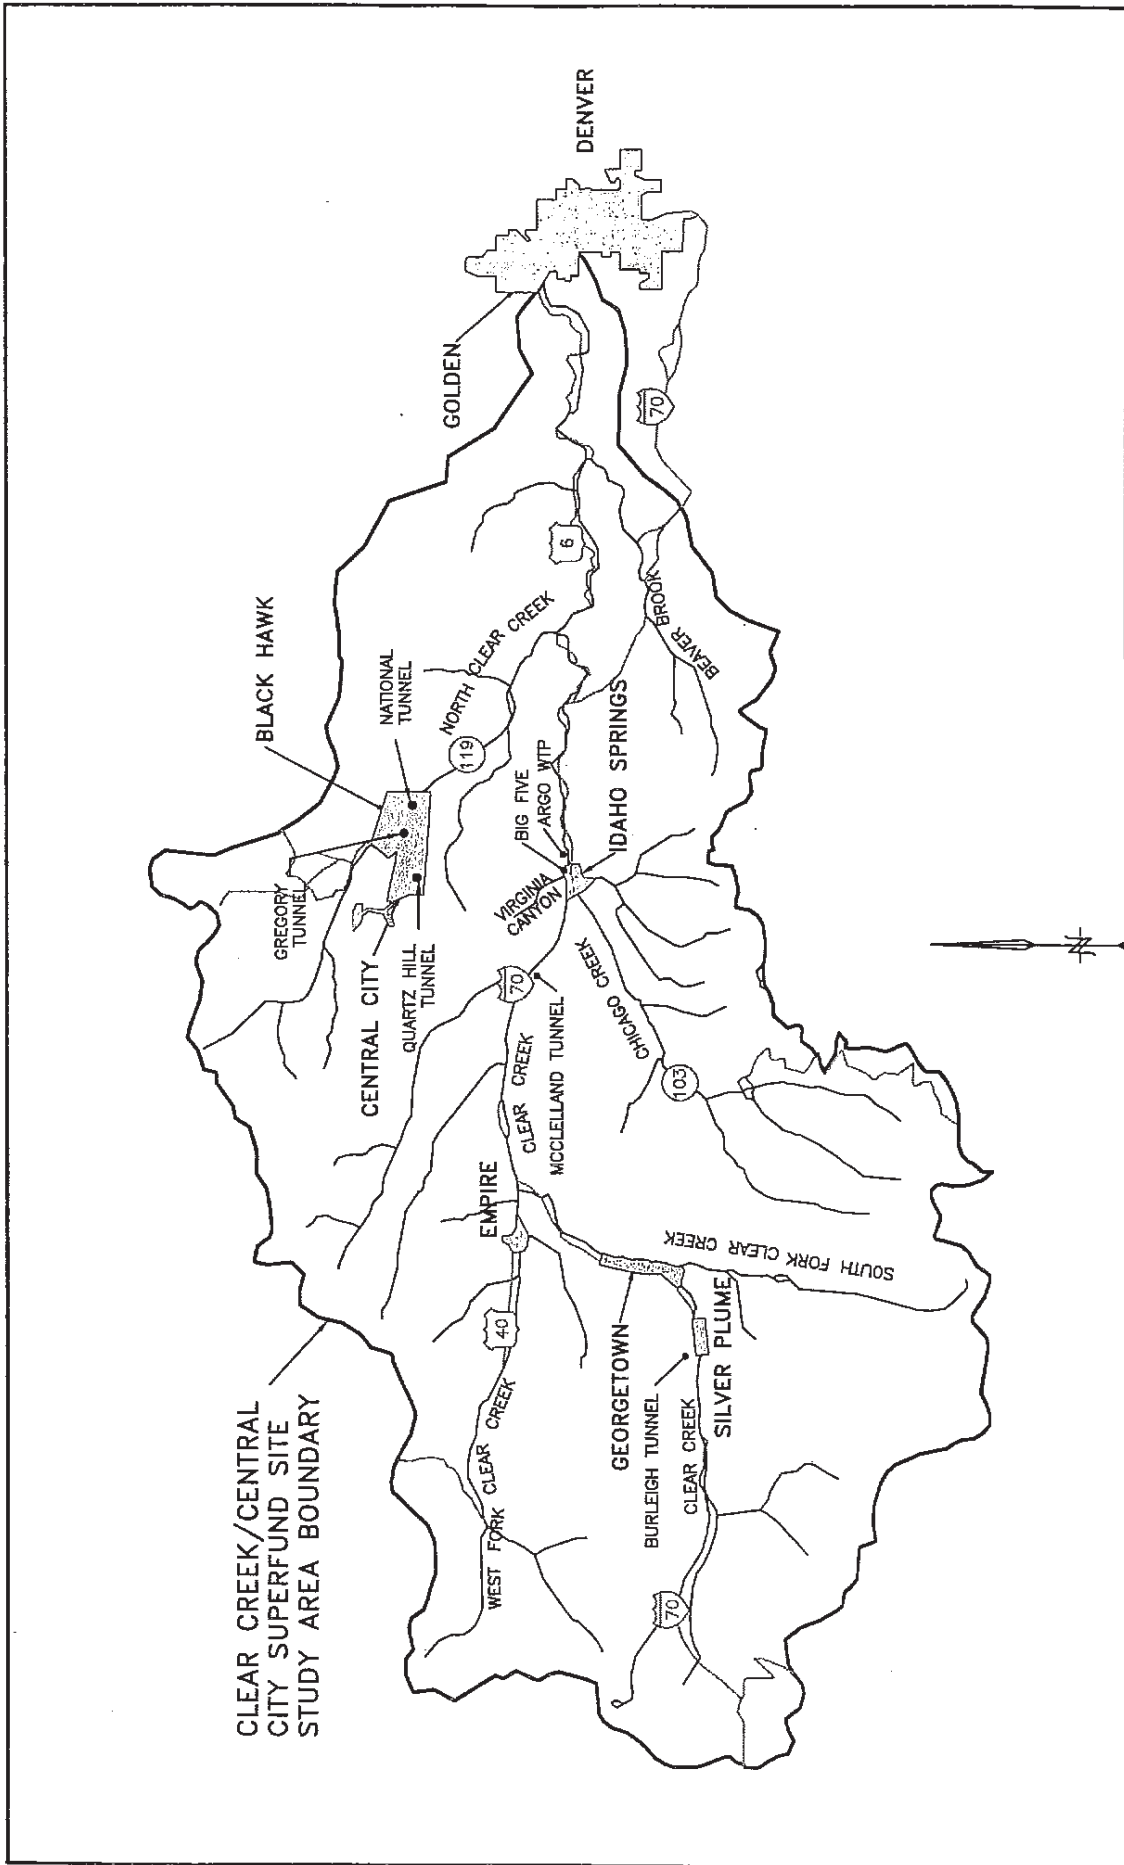 CLEAR CREEK/CENTRAL
CITY SUPERFUND SITE
STUDY AREA BOUNDARY
BLACK HAWK
NATIONAL
TUNNEL
GREGORY
TUNNEL
CENTRAL CITY
QUARTZ HILL
TUNNEL
119
NORTH CLEAR CREEK
GOLDEN
DENVER
6
70
WEST FORK CLEAR CREEK
40
EMPIRE
CLEAR CREEK
70
MCCLELLAND TUNNEL
VIRGINIA
CANYON
BIG FIVE
ARGO WTP
IDAHO SPRINGS
BEAVER
BROOK
CHICAGO CREEK
103
SOUTH FORK CLEAR CREEK
GEORGETOWN
BURLEIGH TUNNEL
SILVER PLUME
CLEAR CREEK
70
N